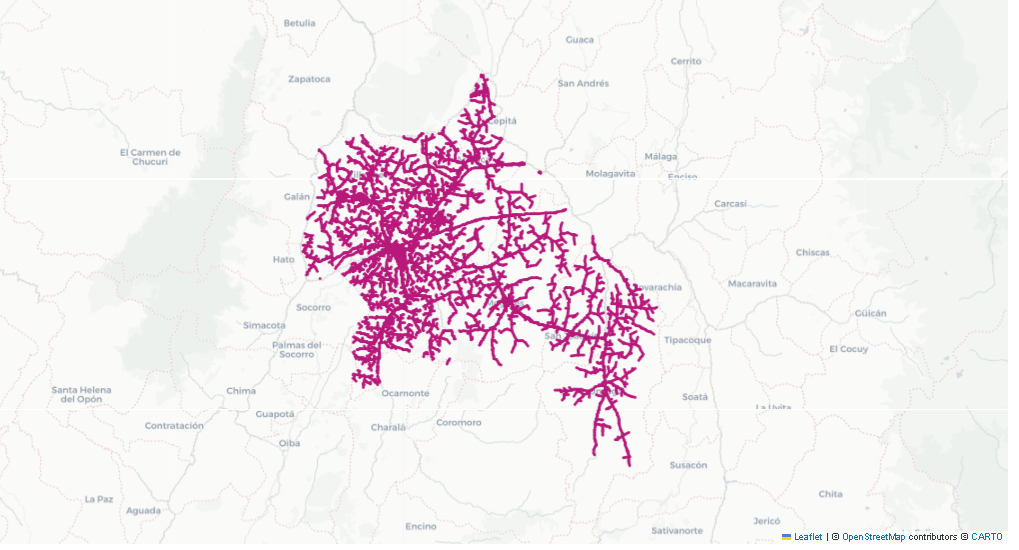 Betulia
Guaca
Cerrito
Zapatoca
San Andrés
Cepitá
El Carmen de
Chucurí
Málaga
Molagavita
Enciso
Galán
Carcasí
Hato
Chiscas
Macaravita
Socorro
Güicán
Simacota
Tipacoque
Palmas del
Socorro
El Cocuy
Santa Helena
del Opón
Chima
Ocamonte
Soatá
La Uvita
Guapotá
Contratación
Charalá
Coromoro
Oiba
Susacón
La Paz
Aguada
Chita
Encino
Jericó
Sativanorte
Leaflet | © OpenStreetMap contributors © CARTO